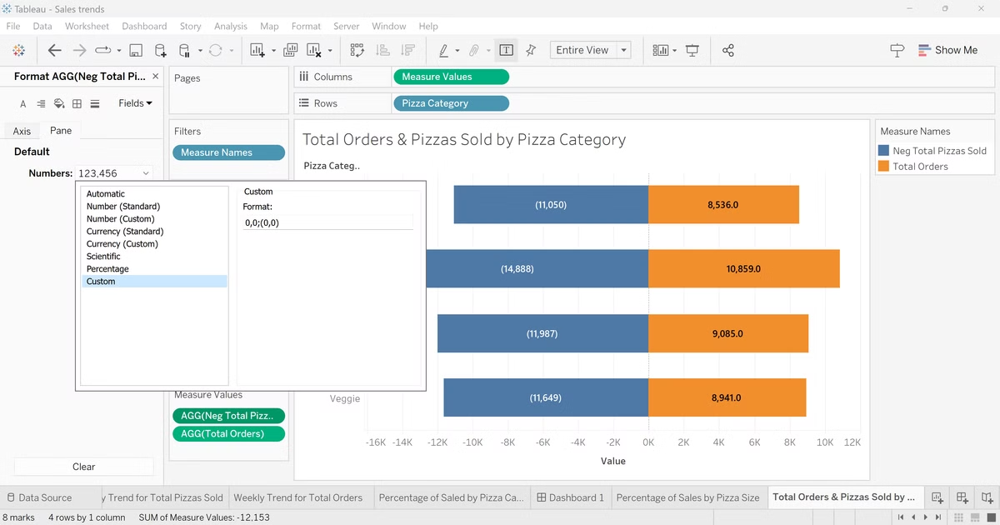 Tableau - Sales trends
File Data Worksheet Dashboard Story Analysis Map Format Server Window Help
Entire View
Show Me
Format AGG(Neg Total Pi...
Fields
Axis Pane
Default
Numbers: 123,456
Automatic
Number (Standard)
Number (Custom)
Currency (Standard)
Currency (Custom)
Scientific
Percentage
Custom
Custom
Format:
0,0;(0,0)
Clear
Pages
Filters
Measure Names
Measure Values
AGG(Neg Total Pizz..
AGG(Total Orders)
Columns Measure Values
Rows Pizza Category
Total Orders & Pizzas Sold by Pizza Category
Pizza Categ..
(11,050) 8,536.0
(14,888) 10,859.0
(11,987) 9,085.0
Veggie (11,649) 8,941.0
-16K -14K -12K -10K -8K -6K -4K -2K 0K 2K 4K 6K 8K 10K 12K
Value
Measure Names
Neg Total Pizzas Sold
Total Orders
Data Source y Trend for Total Pizzas Sold Weekly Trend for Total Orders Percentage of Saled by Pizza Ca... Dashboard 1 Percentage of Sales by Pizza Size Total Orders & Pizzas Sold by ...
8 marks 4 rows by 1 column SUM of Measure Values: -12,153